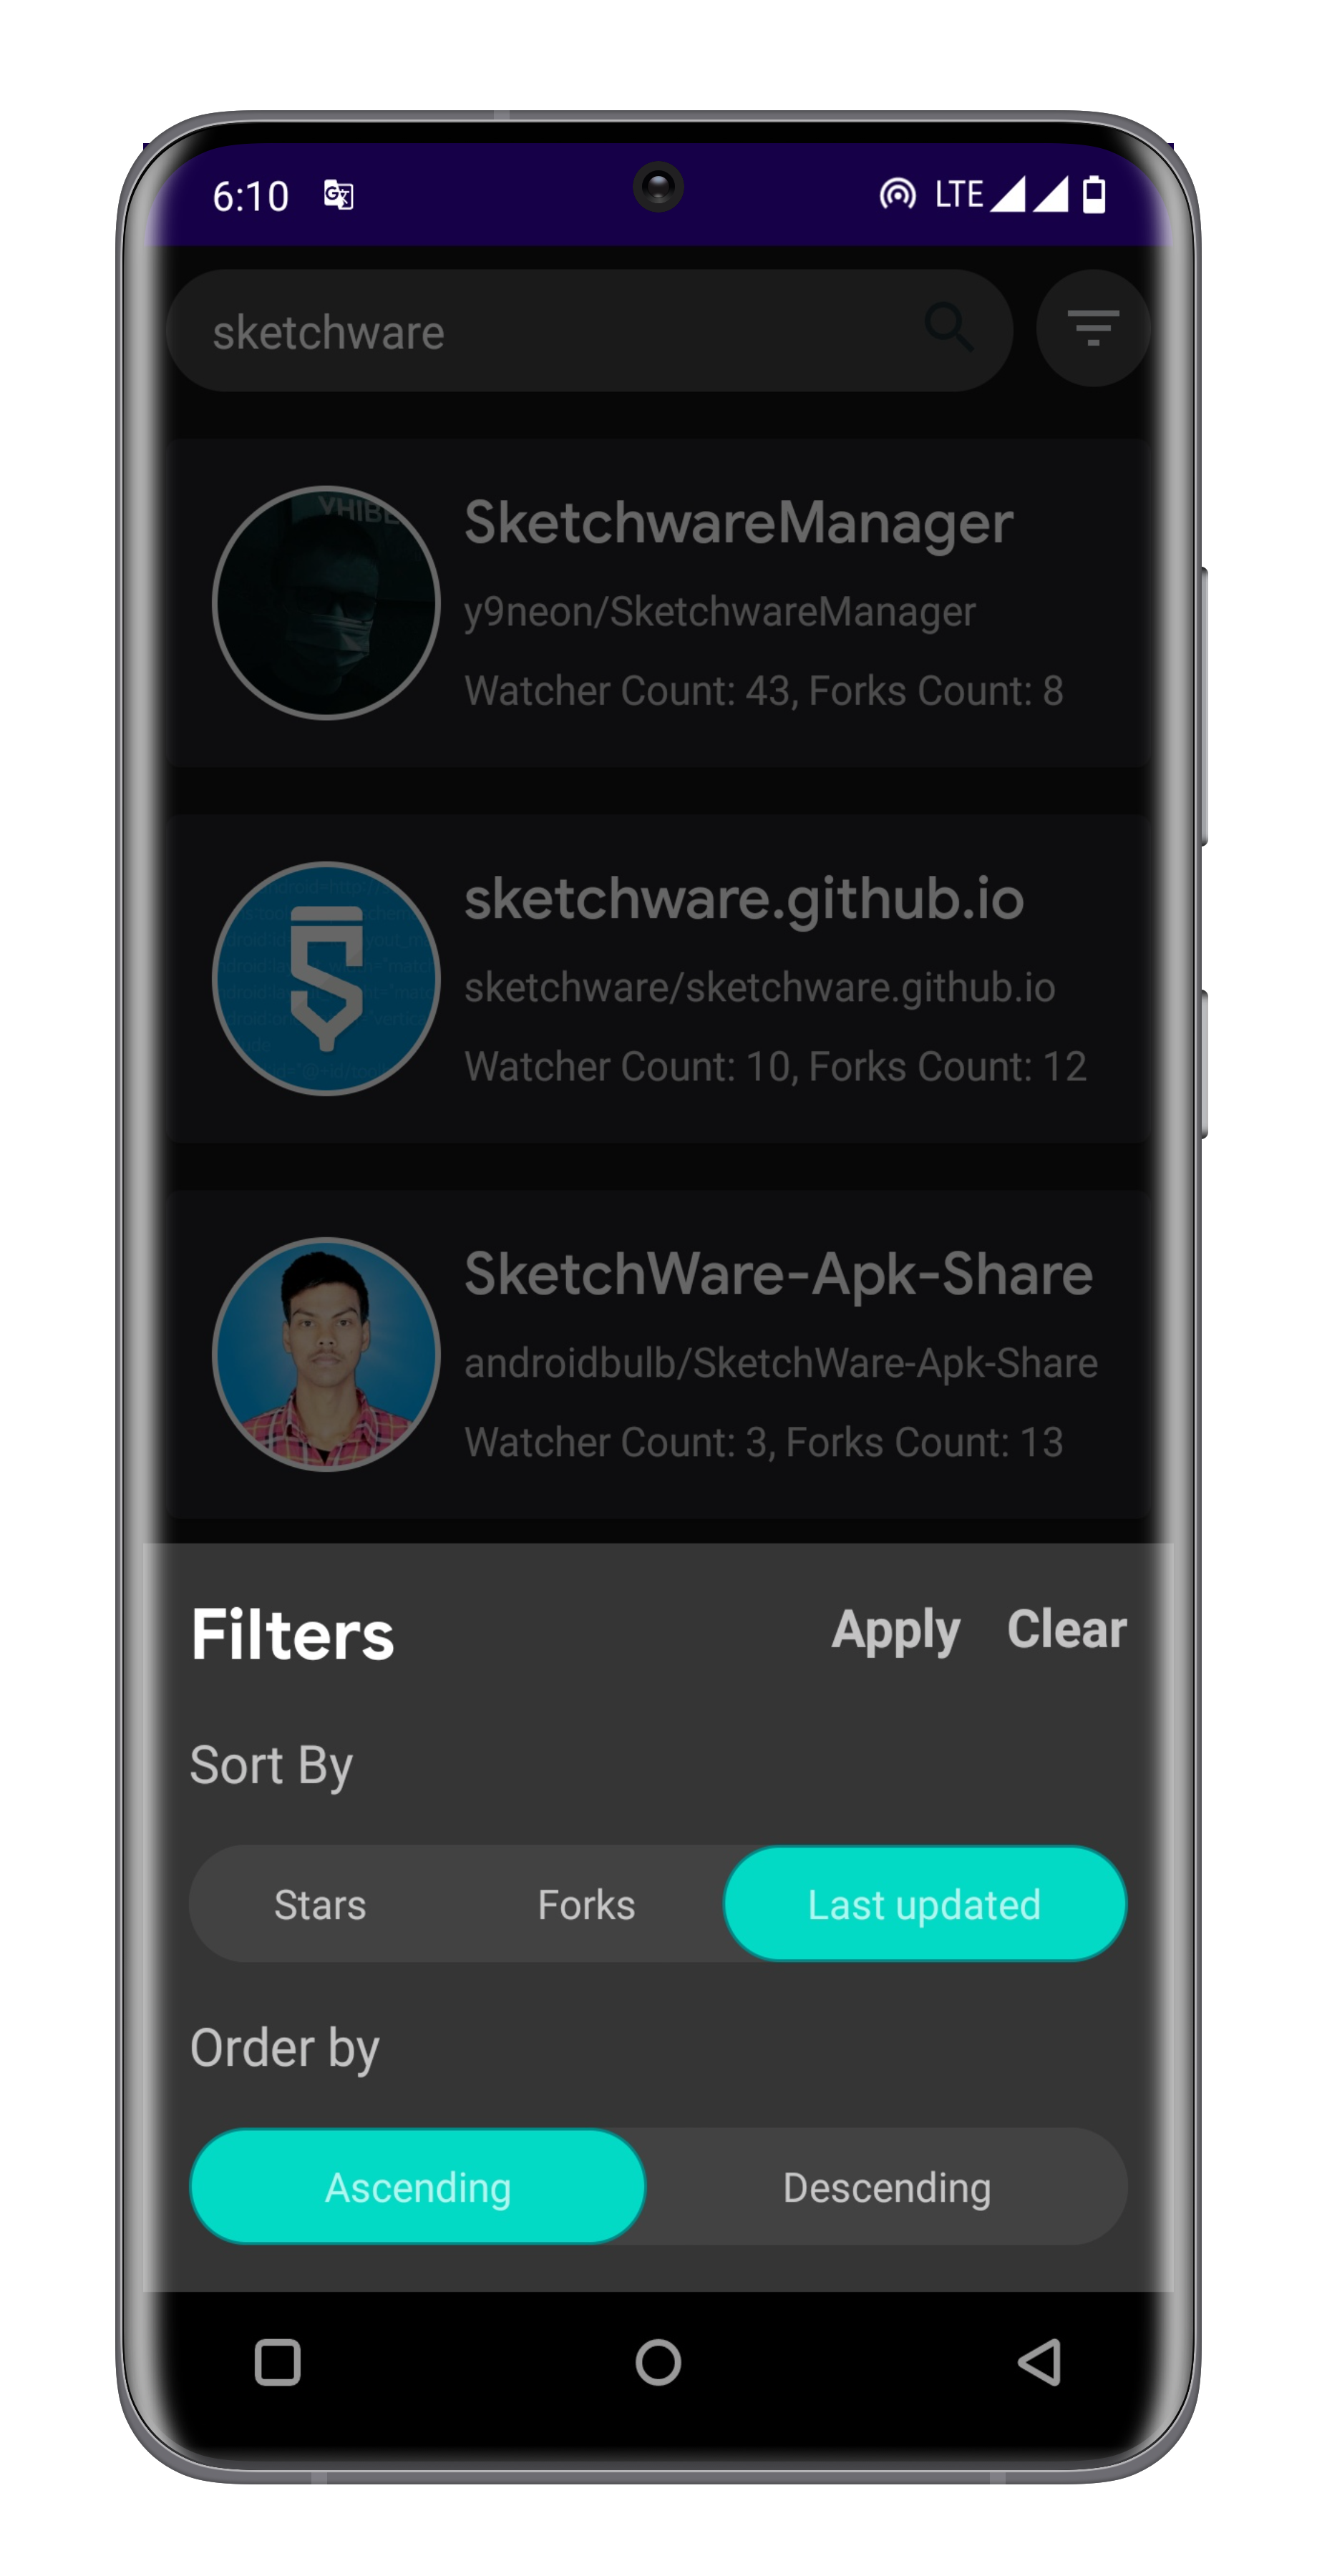 6:10 LTE
sketchware
YHIBE
SketchwareManager
y9neon/SketchwareManager
Watcher Count: 43, Forks Count: 8
sketchware.github.io
sketchware/sketchware.github.io
Watcher Count: 10, Forks Count: 12
SketchWare-Apk-Share
androidbulb/SketchWare-Apk-Share
Watcher Count: 3, Forks Count: 13
Filters Apply Clear
Sort By
Stars Forks Last updated
Order by
Ascending Descending